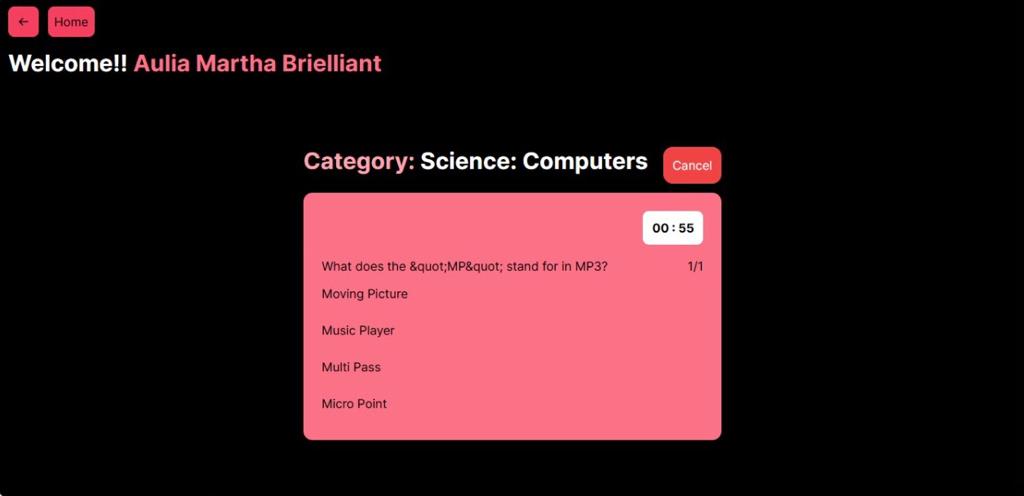 ← Home
Welcome!! Aulia Martha Brielliant
Category: Science: Computers Cancel
00 : 55
What does the &quot;MP&quot; stand for in MP3? 1/1
Moving Picture
Music Player
Multi Pass
Micro Point